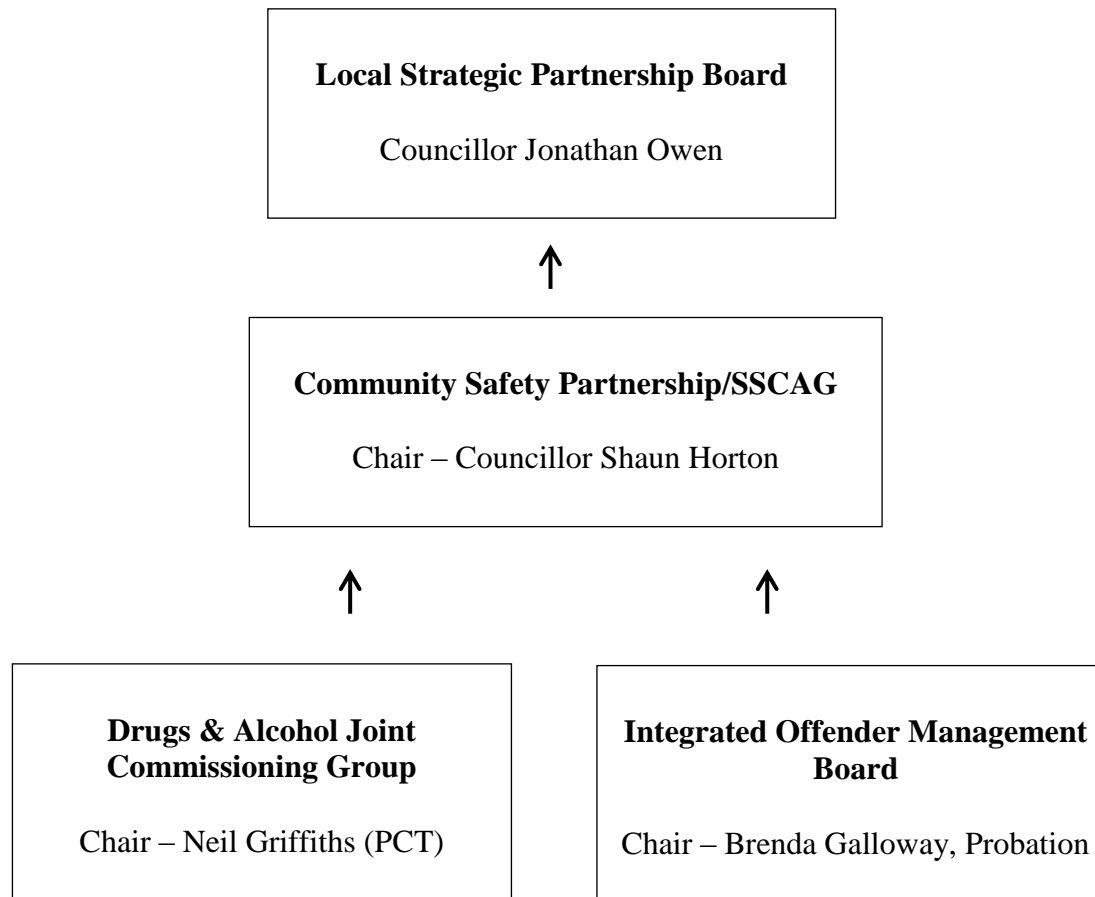 Local Strategic Partnership Board
Councillor Jonathan Owen
Community Safety Partnership/SSCAG
Chair – Councillor Shaun Horton
Drugs & Alcohol Joint
Commissioning Group
Chair – Neil Griffiths (PCT)
Integrated Offender Management
Board
Chair – Brenda Galloway, Probation